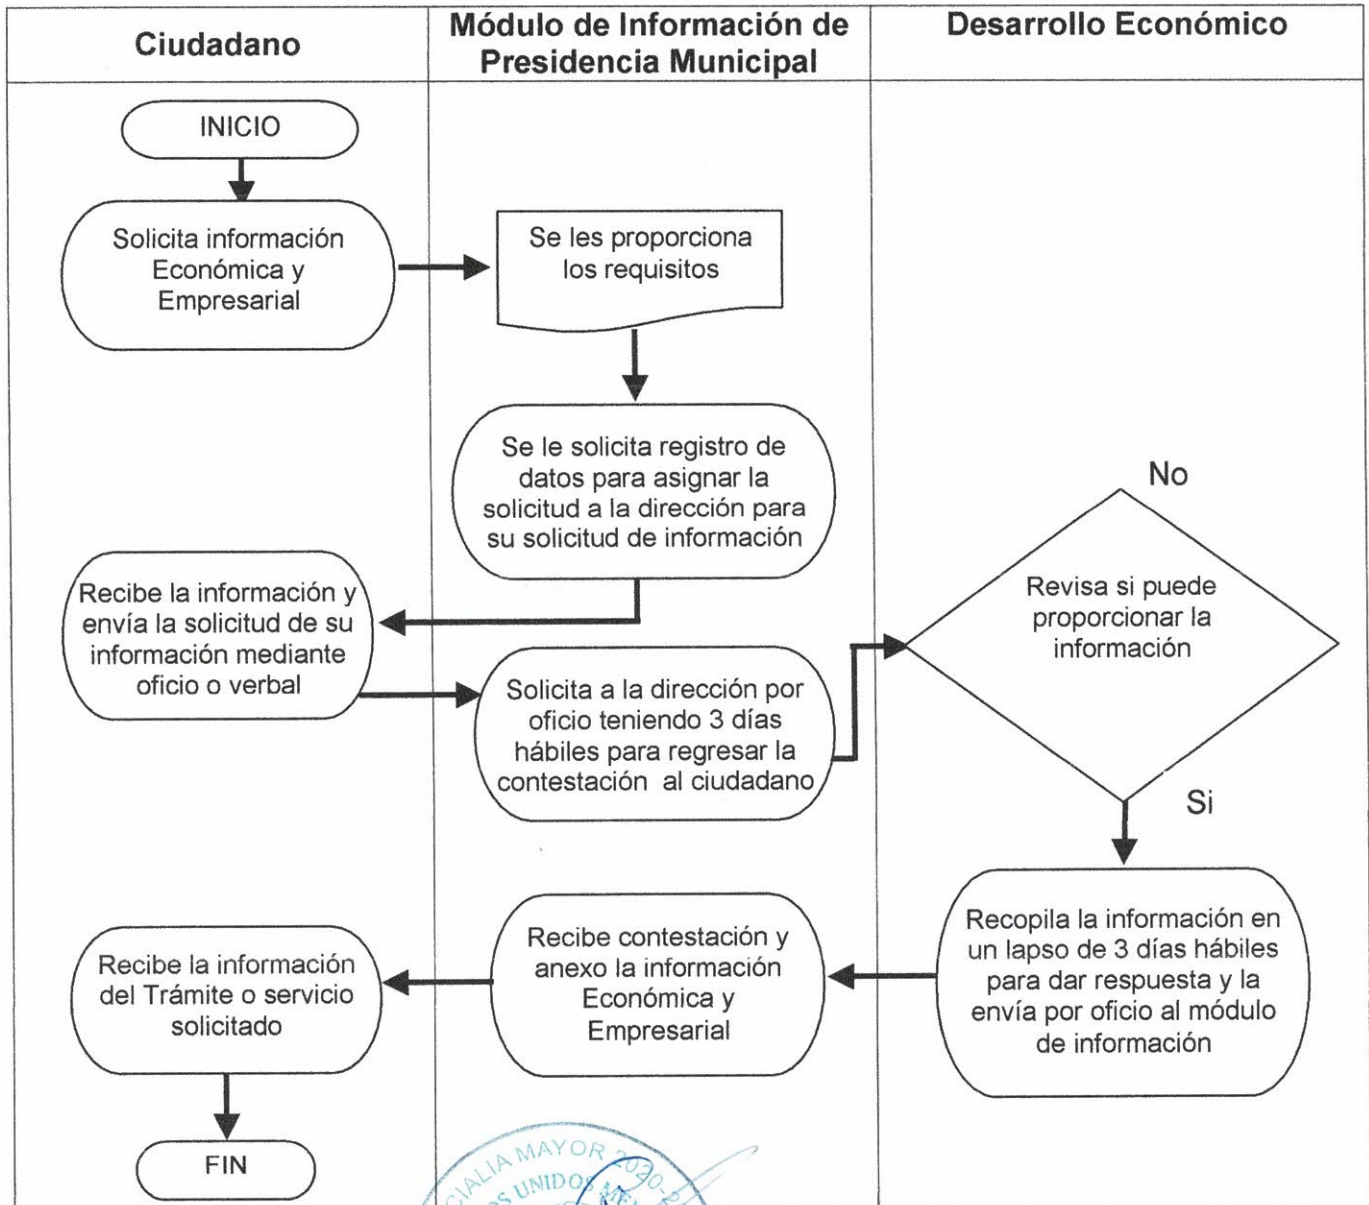 Ciudadano
Módulo de Información de
Presidencia Municipal
Desarrollo Económico
INICIO
Solicita información
Económica y
Empresarial
Se les proporciona
los requisitos
Se le solicita registro de
datos para asignar la
solicitud a la dirección para
su solicitud de información
Recibe la información y
envía la solicitud de su
información mediante
oficio o verbal
Solicita a la dirección por
oficio teniendo 3 días
hábiles para regresar la
contestación al ciudadano
No
Revisa si puede
proporcionar la
información
Si
Recopila la información en
un lapso de 3 días hábiles
para dar respuesta y la
envía por oficio al módulo
de información
Recibe contestación y
anexo la información
Económica y
Empresarial
Recibe la información
del Trámite o servicio
solicitado
FIN
MAYOR
UNIDOS